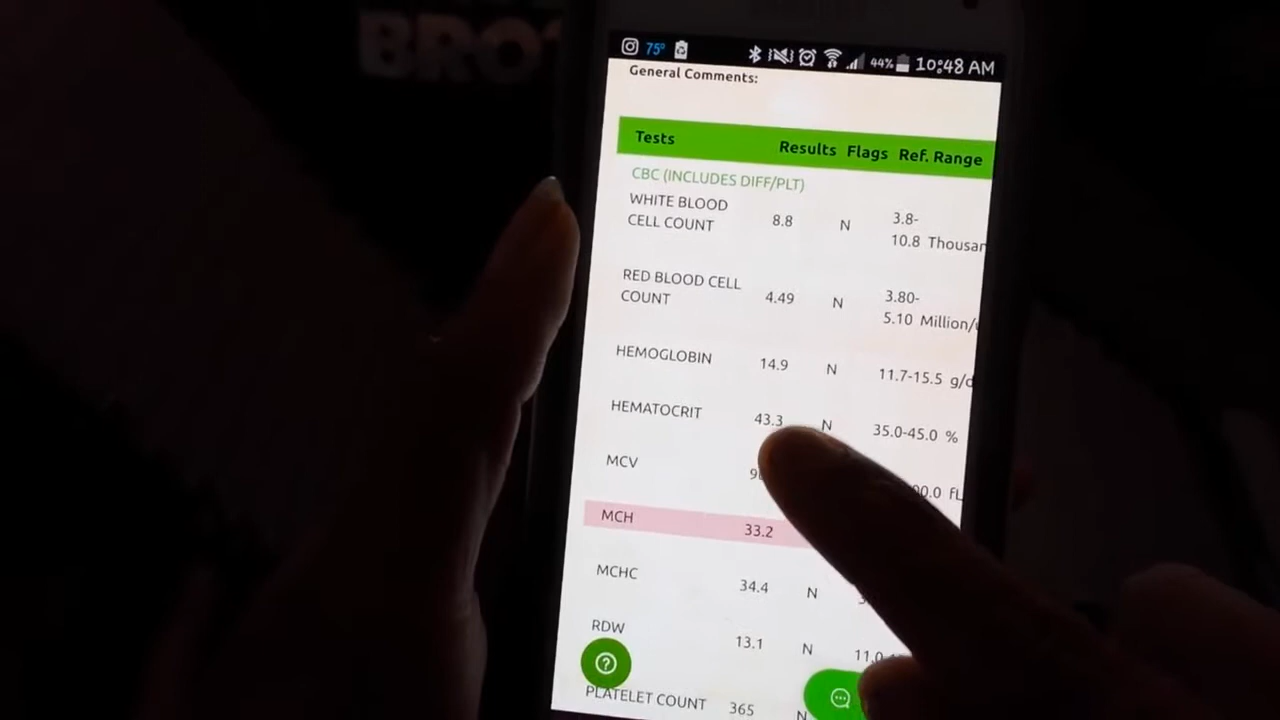 BRO
75°
44% 10:48 AM
General Comments:
Tests Results Flags Ref. Range
CBC (INCLUDES DIFF/PLT)
WHITE BLOOD
CELL COUNT 8.8 N 3.8-
10.8
RED BLOOD CELL
COUNT 4.49 N 3.80-
5.10
HEMOGLOBIN 14.9 N 11.7-15.5
HEMATOCRIT 43.3 N 35.0-45.0 %
MCV fL
MCH 33.2
MCHC 34.4 N
RDW 13.1 N
PLATELET COUNT 365 N